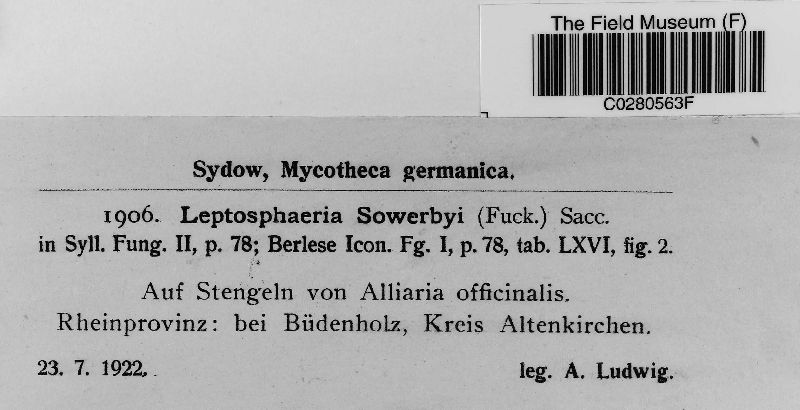 The Field Museum (F)
C0280563F
Sydow, Mycotheca germanica.
1906. Leptosphaeria Sowerbyi (Fuck.) Sacc.
in Syll. Fung. II, p. 78; Berlese Icon. Fg. I, p. 78, tab. LXVI, fig. 2.
Auf Stengeln von Alliaria officinalis.
Rheinprovinz: bei Büdenholz, Kreis Altenkirchen.
23. 7. 1922. leg. A. Ludwig.